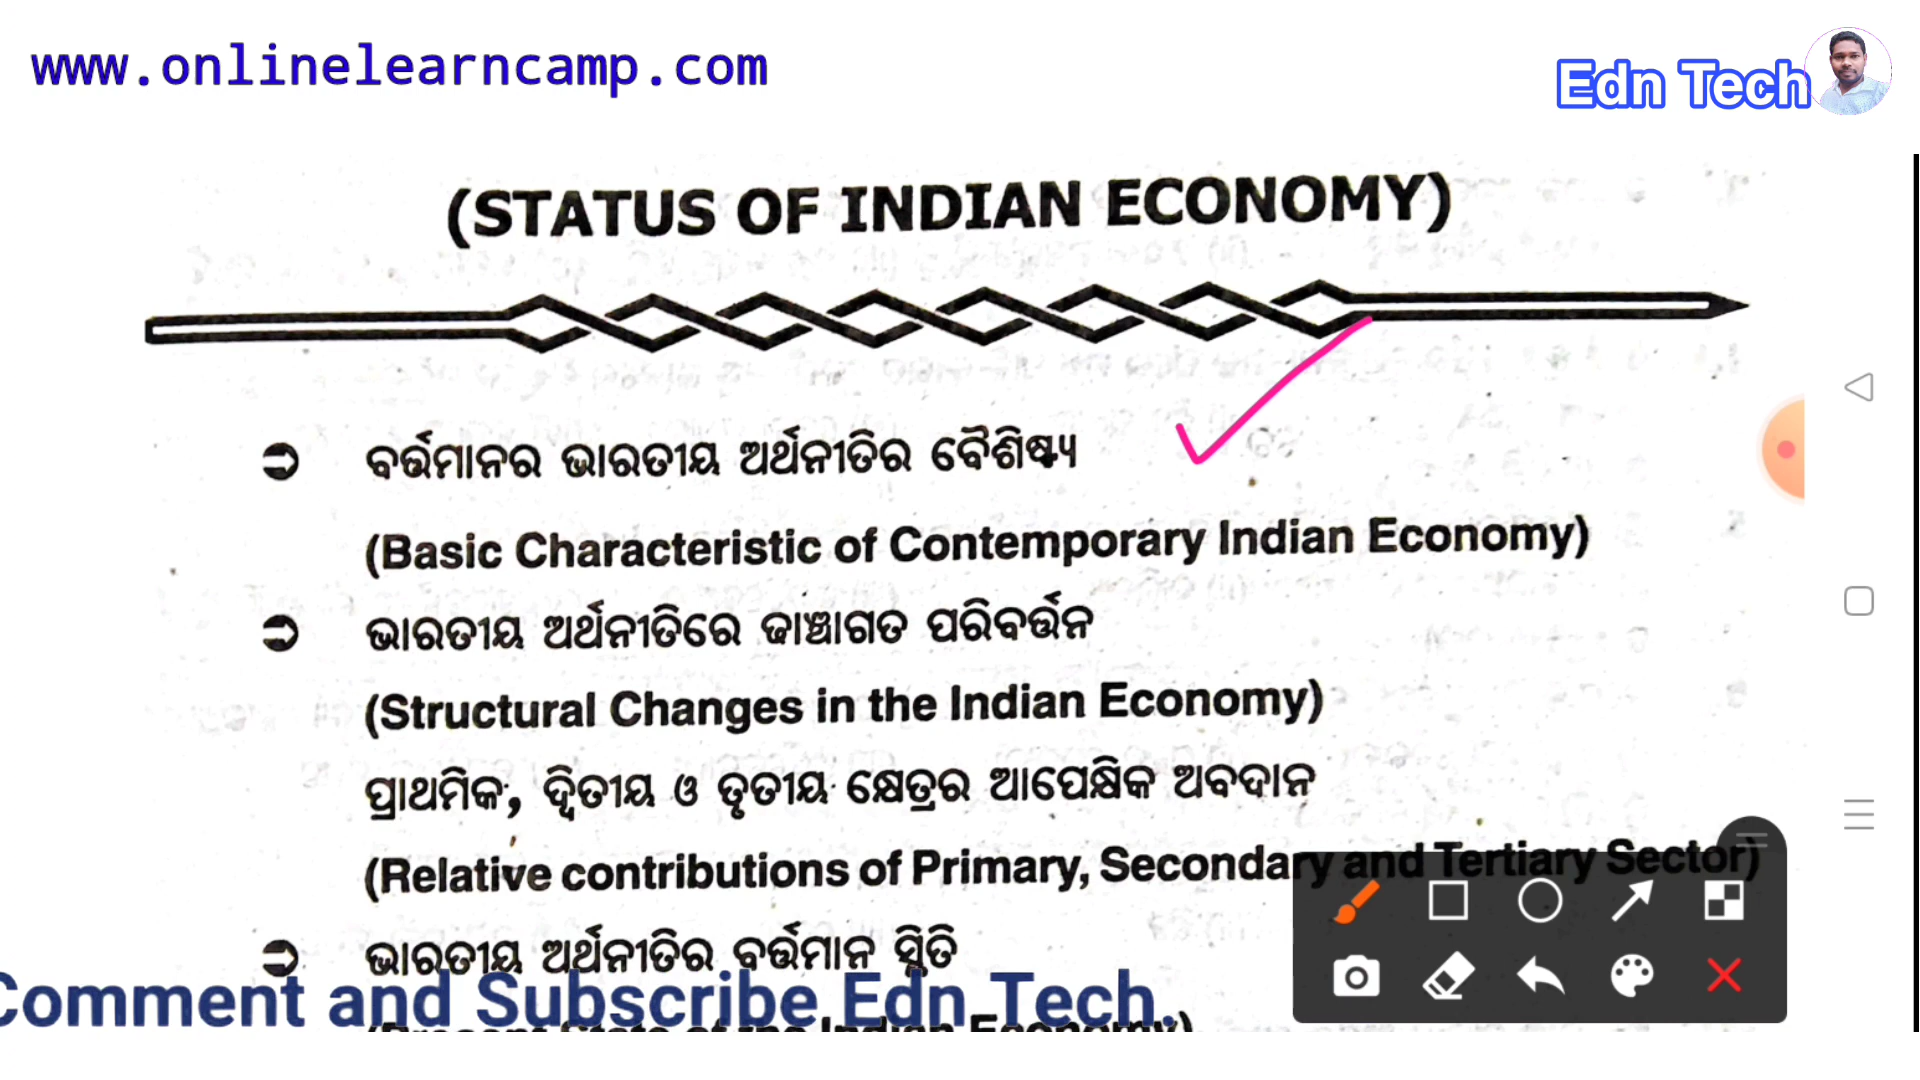 www.onlinelearncamp.com
Edn Tech
(STATUS OF INDIAN ECONOMY)
ବର୍ତ୍ତମାନର ଭାରତୀୟ ଅର୍ଥନୀତିର ବୈଶିଷ୍ଟ୍ୟ
(Basic Characteristic of Contemporary Indian Economy)
ଭାରତୀୟ ଅର୍ଥନୀତିରେ ଢାଞ୍ଚାଗତ ପରିବର୍ତ୍ତନ
(Structural Changes in the Indian Economy)
ପ୍ରାଥମିକ, ଦ୍ୱିତୀୟ ଓ ତୃତୀୟ କ୍ଷେତ୍ରର ଆପେକ୍ଷିକ ଅବଦାନ
(Relative contributions of Primary, Secondary and Tertiary Sector)
ଭାରତୀୟ ଅର୍ଥନୀତିର ବର୍ତ୍ତମାନ ସ୍ଥିତି
Comment and Subscribe Edn Tech.
Indian Economy)